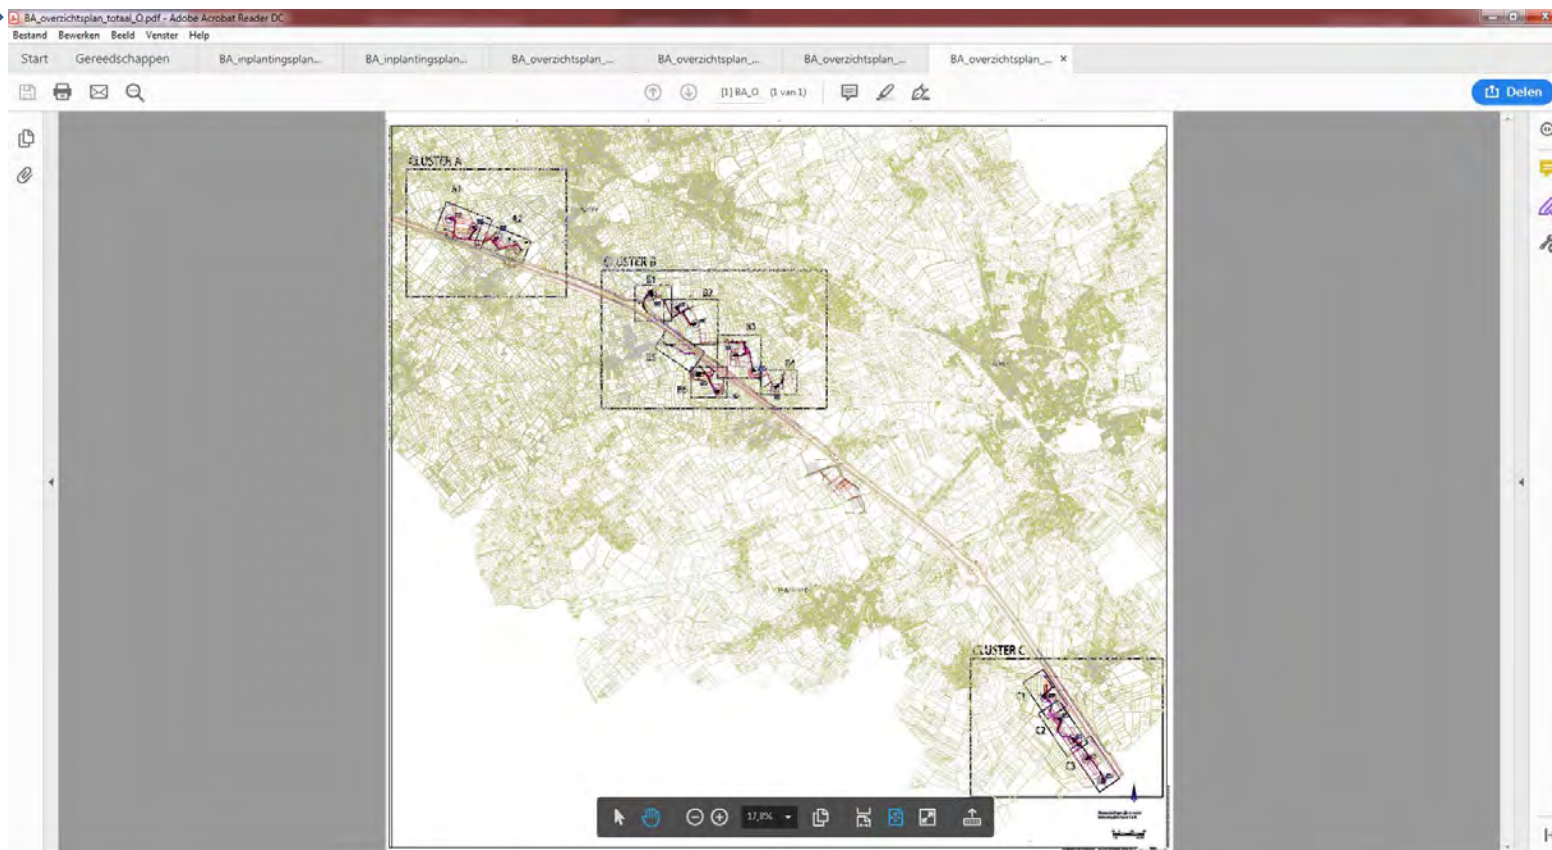 BA_overzichtsplan_totaal_O.pdf - Adobe Acrobat Reader DC
Bestand Bewerken Beeld Venster Help
Start Gereedschappen BA_inplantingsplan... BA_inplantingsplan... BA_overzichtsplan_... BA_overzichtsplan_... BA_overzichtsplan_... BA_overzichtsplan_... ×
[1] BA_O (1 van 1) Delen
CLUSTER A
A1
A2
CLUSTER B
B1
B2
B3
B4
B5
B6
CLUSTER C
C1
C2
C3
17,8%